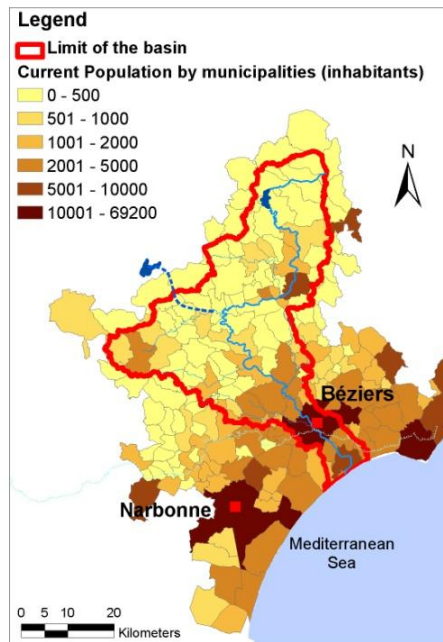 Legend
Limit of the basin
Current Population by municipalities (inhabitants)
0 - 500
501 - 1000
1001 - 2000
2001 - 5000
5001 - 10000
10001 - 69200
N
Béziers
Narbonne
Mediterranean
Sea
0 5 10 20
Kilometers